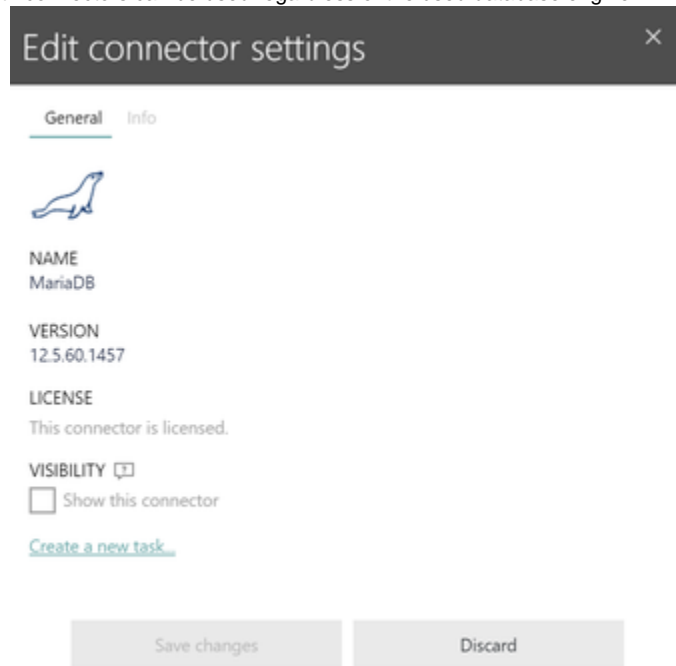 Edit connector settings
General Info
NAME
MariaDB
VERSION
12.5.60.1457
LICENSE
This connector is licensed.
VISIBILITY
Show this connector
Create a new task...
Save changes Discard